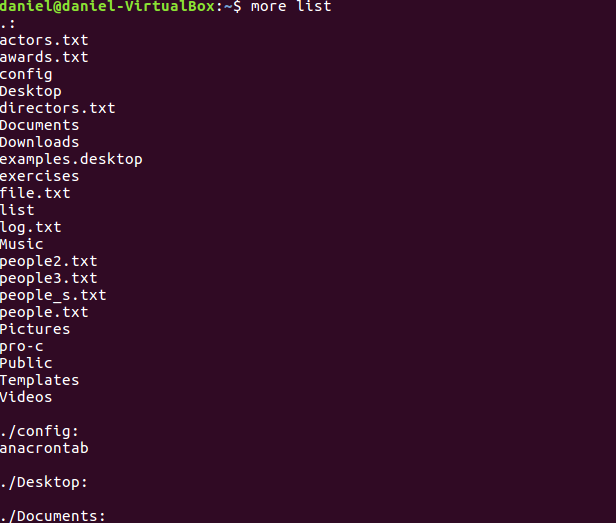 daniel@daniel-VirtualBox:~$ more list
.:
actors.txt
awards.txt
config
Desktop
directors.txt
Documents
Downloads
examples.desktop
exercises
file.txt
list
log.txt
Music
people2.txt
people3.txt
people_s.txt
people.txt
Pictures
pro-c
Public
Templates
Videos

./config:
anacrontab

./Desktop:

./Documents: